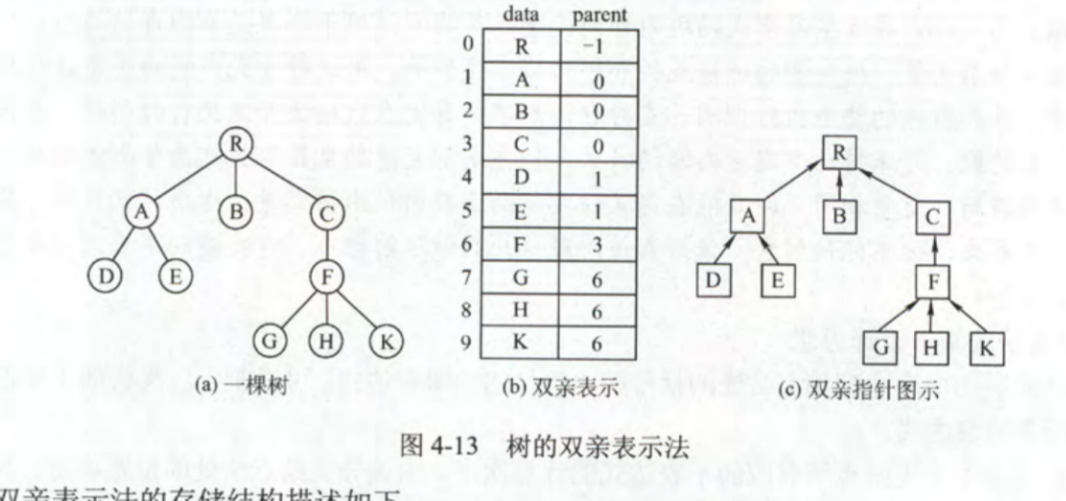 data parent
0 R -1
1 A 0
2 B 0
3 C 0
4 D 1
5 E 1
6 F 3
7 G 6
8 H 6
9 K 6
R
A B C
D E F
G H K
R
A B C
D E F
G H K
(a) 一棵树
(b) 双亲表示
(c) 双亲指针图示
图 4-13 树的双亲表示法
双亲表示法的存储结构描述如下